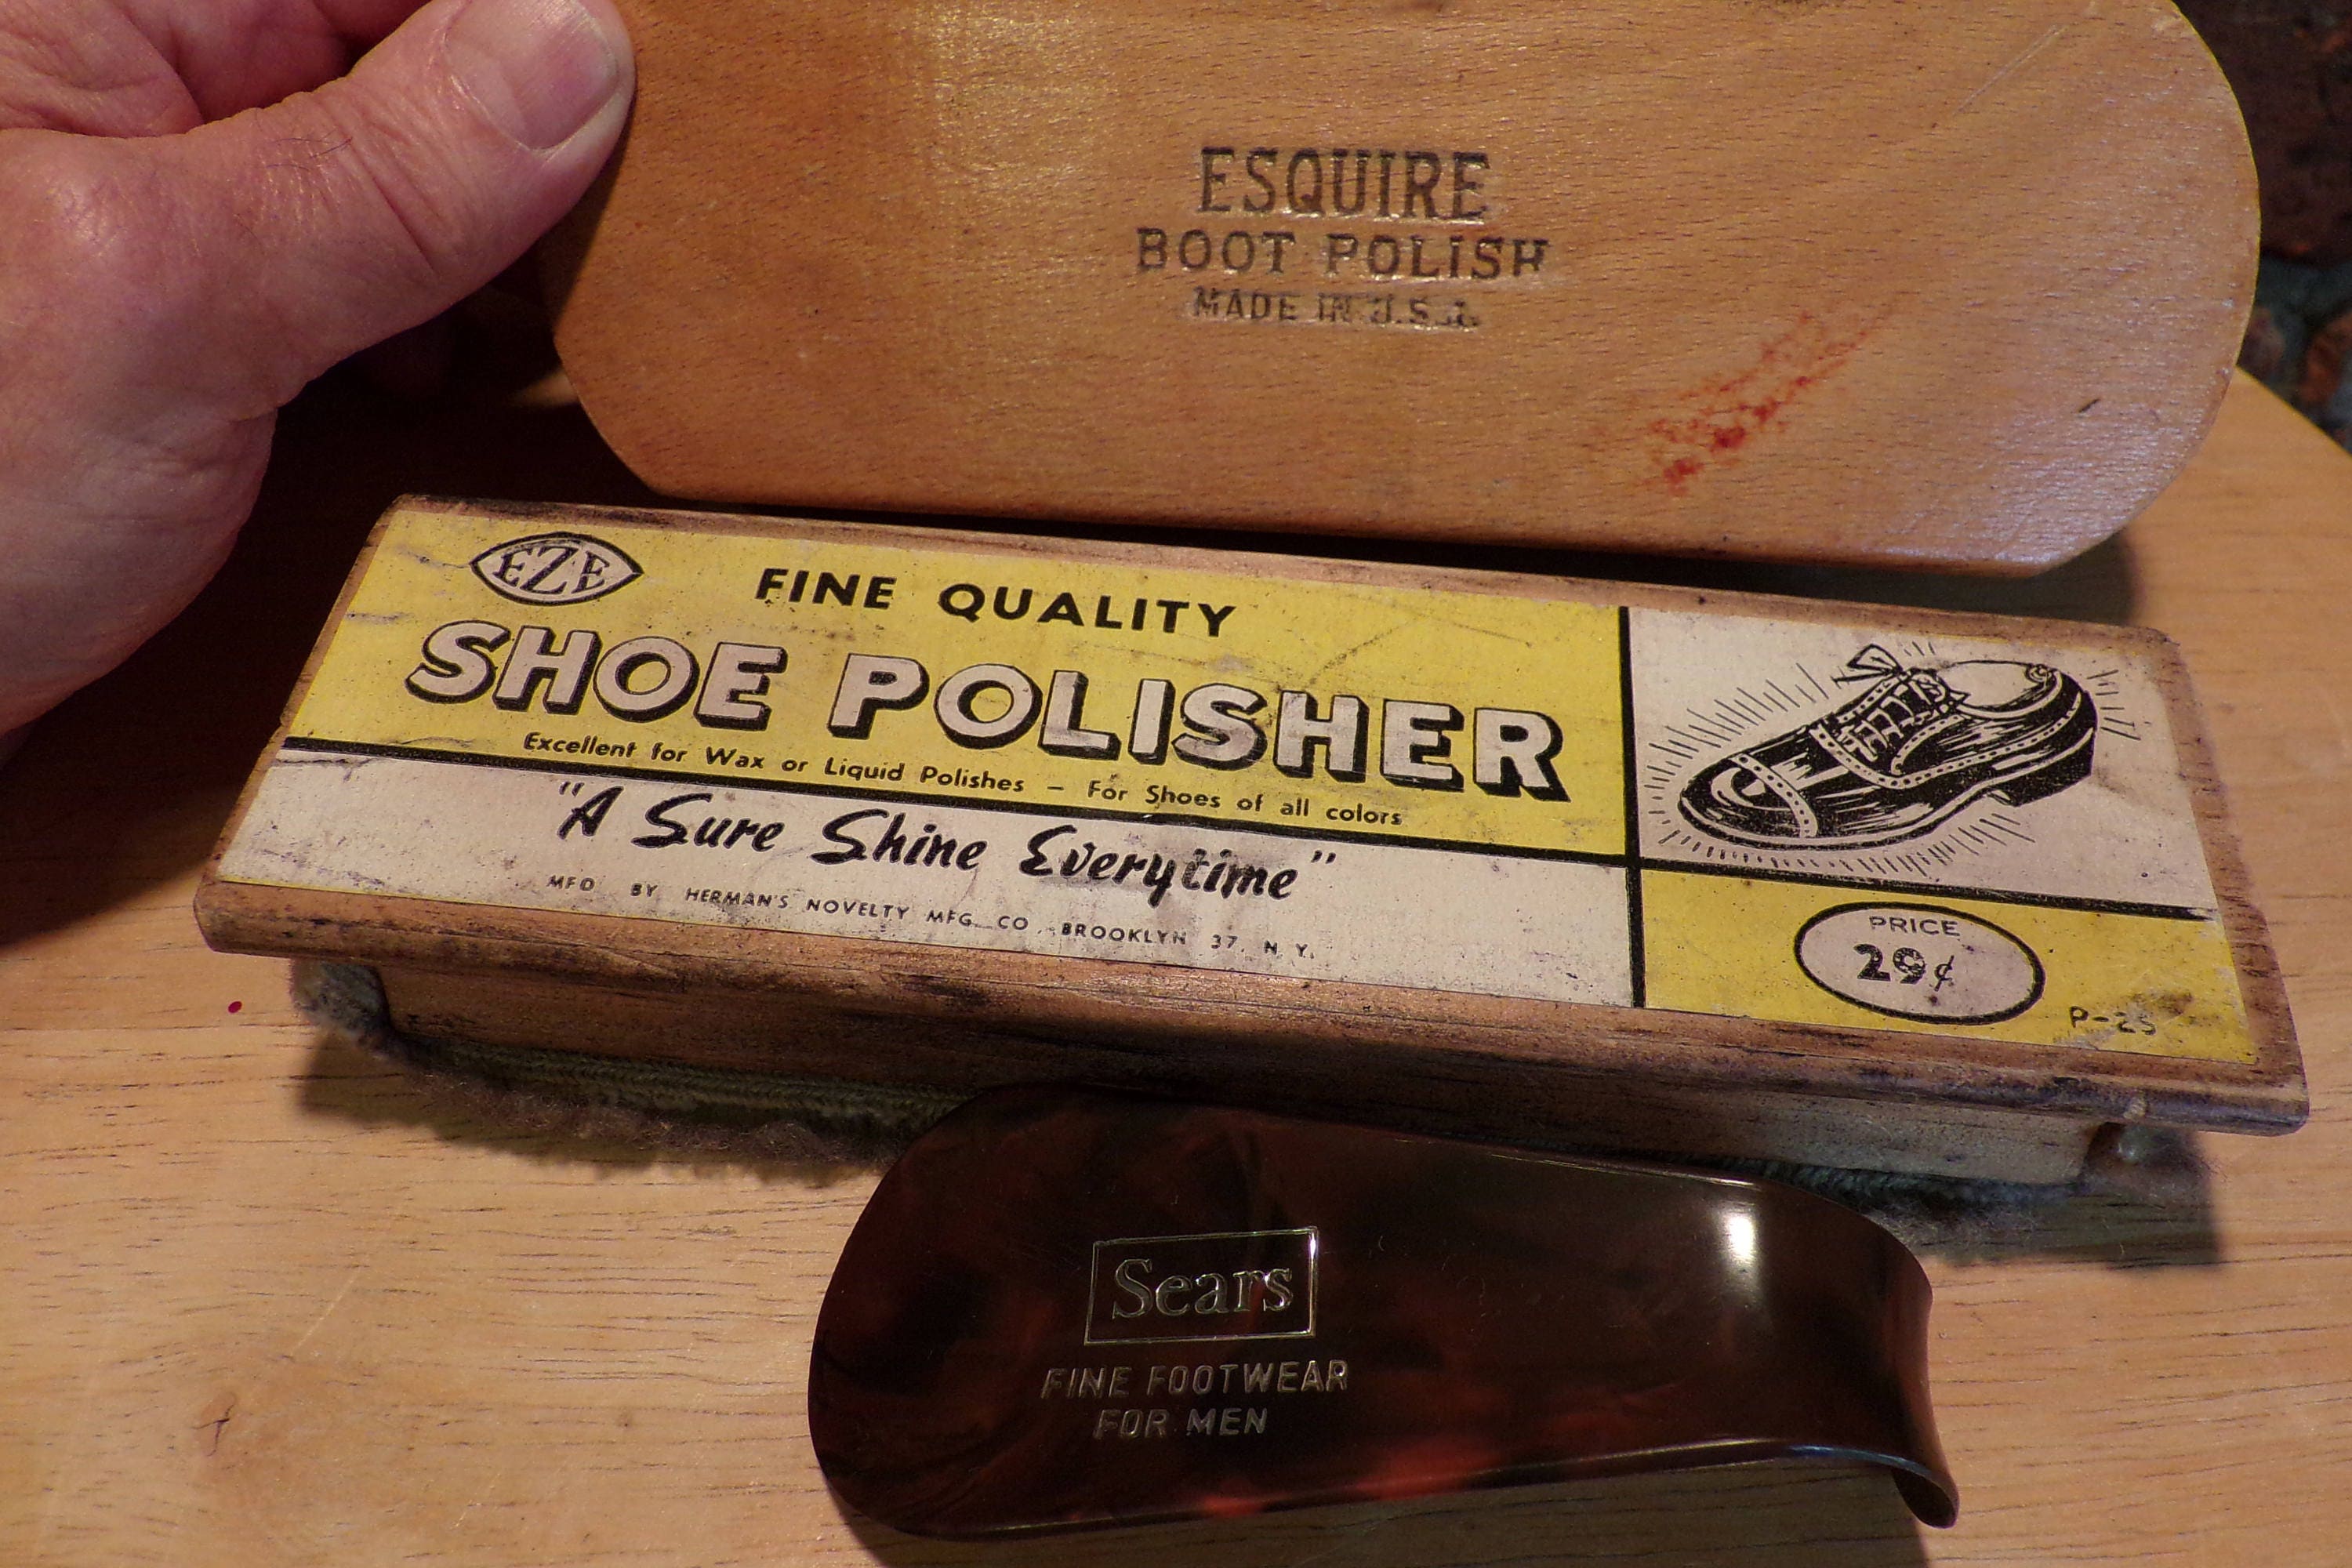 ESQUIRE
BOOT POLISH
MADE IN U.S.A.
EZE
FINE QUALITY
SHOE POLISHER
Excellent for Wax or Liquid Polishes – For Shoes of all colors
"A Sure Shine Everytime"
MFD BY HERMAN'S NOVELTY MFG CO. BROOKLYN 37, N.Y.
PRICE
29¢
P-25
Sears
FINE FOOTWEAR
FOR MEN